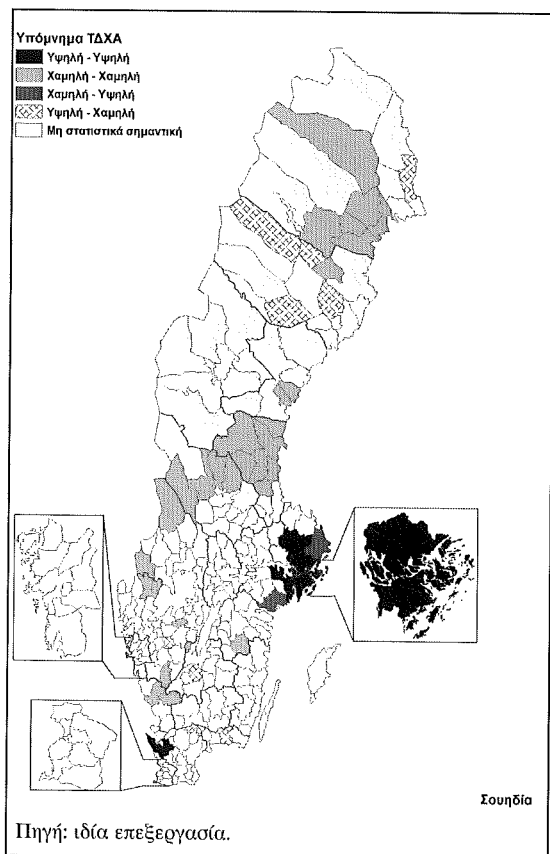 Υπόμνημα ΤΔΧΑ
Υψηλή - Υψηλή
Χαμηλή - Χαμηλή
Χαμηλή - Υψηλή
Υψηλή - Χαμηλή
Μη στατιστικά σημαντική
Σουηδία
Πηγή: ιδία επεξεργασία.